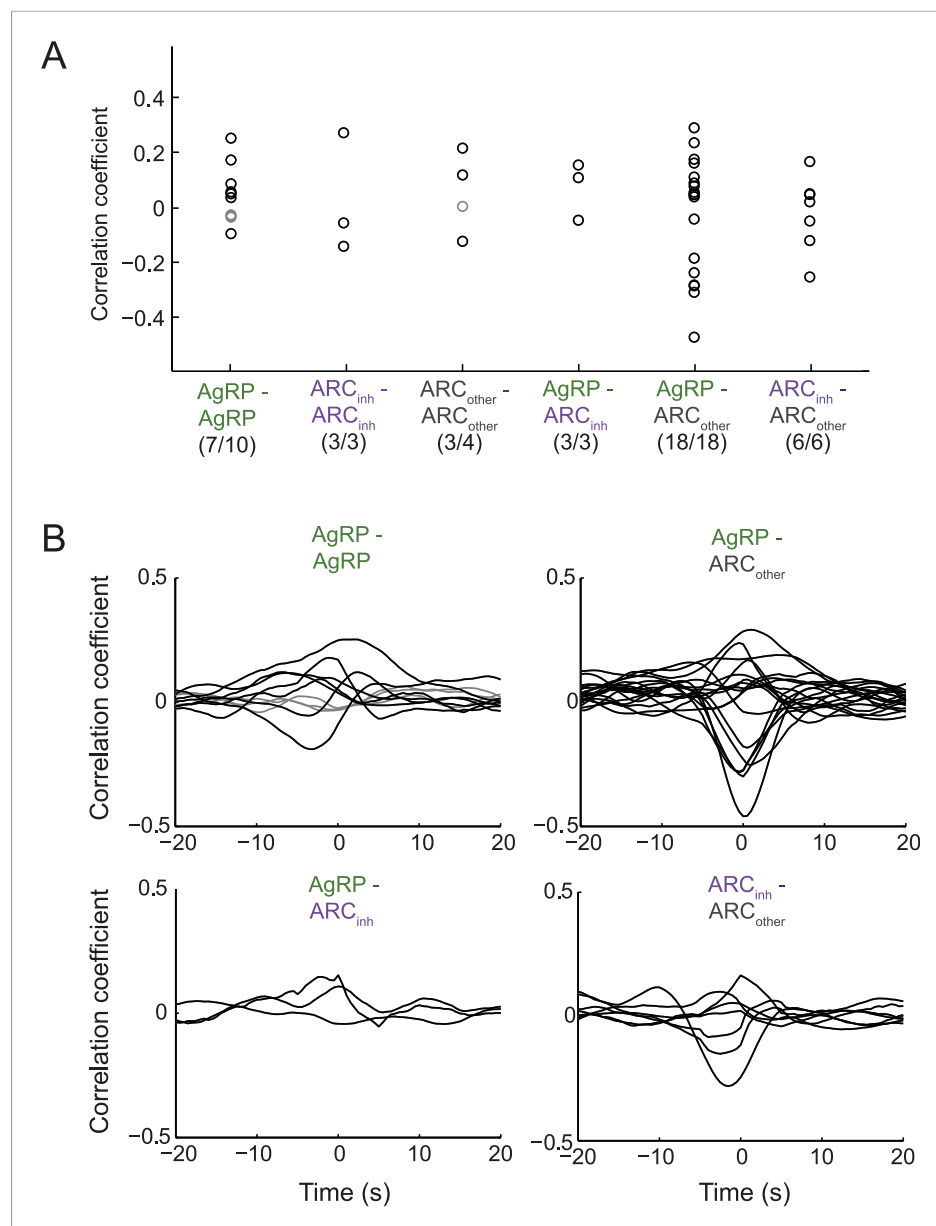 A
Correlation coefficient
0.4
0.2
0
−0.2
−0.4
AgRP - AgRP (7/10)
ARCinh - ARCinh (3/3)
ARCother - ARCother (3/4)
AgRP - ARCinh (3/3)
AgRP - ARCother (18/18)
ARCinh - ARCother (6/6)
B
AgRP -
AgRP
Correlation coefficient
0.5
0
−0.5
−20 −10 0 10 20
AgRP -
ARCother
0.5
0
−0.5
−20 −10 0 10 20
AgRP -
ARCinh
Correlation coefficient
0.5
0
−0.5
−20 −10 0 10 20
Time (s)
ARCinh -
ARCother
0.5
0
−0.5
−20 −10 0 10 20
Time (s)